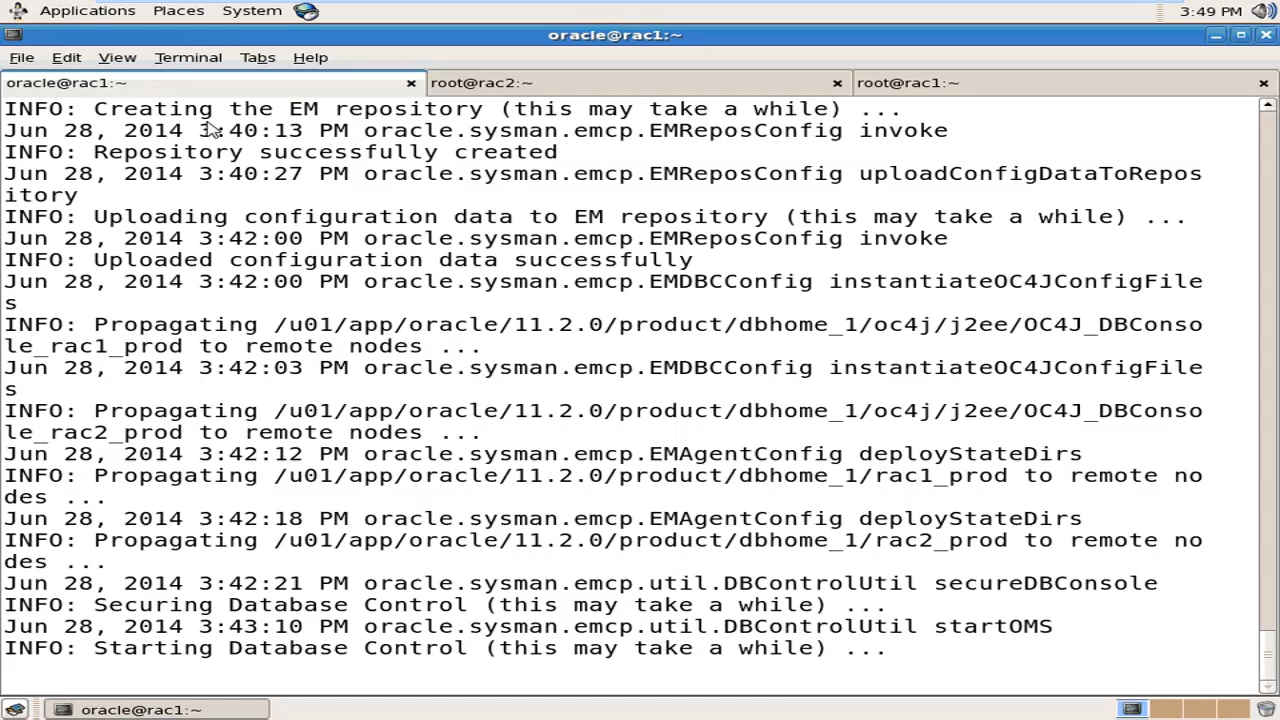 Applications Places System 3:49 PM
oracle@rac1:~
File Edit View Terminal Tabs Help
oracle@rac1:~ root@rac2:~ root@rac1:~
INFO: Creating the EM repository (this may take a while) ...
Jun 28, 2014 3:40:13 PM oracle.sysman.emcp.EMReposConfig invoke
INFO: Repository successfully created
Jun 28, 2014 3:40:27 PM oracle.sysman.emcp.EMReposConfig uploadConfigDataToRepos
itory
INFO: Uploading configuration data to EM repository (this may take a while) ...
Jun 28, 2014 3:42:00 PM oracle.sysman.emcp.EMReposConfig invoke
INFO: Uploaded configuration data successfully
Jun 28, 2014 3:42:00 PM oracle.sysman.emcp.EMDBCConfig instantiateOC4JConfigFile
s
INFO: Propagating /u01/app/oracle/11.2.0/product/dbhome_1/oc4j/j2ee/OC4J_DBConso
le_rac1_prod to remote nodes ...
Jun 28, 2014 3:42:03 PM oracle.sysman.emcp.EMDBCConfig instantiateOC4JConfigFile
s
INFO: Propagating /u01/app/oracle/11.2.0/product/dbhome_1/oc4j/j2ee/OC4J_DBConso
le_rac2_prod to remote nodes ...
Jun 28, 2014 3:42:12 PM oracle.sysman.emcp.EMAgentConfig deployStateDirs
INFO: Propagating /u01/app/oracle/11.2.0/product/dbhome_1/rac1_prod to remote no
des ...
Jun 28, 2014 3:42:18 PM oracle.sysman.emcp.EMAgentConfig deployStateDirs
INFO: Propagating /u01/app/oracle/11.2.0/product/dbhome_1/rac2_prod to remote no
des ...
Jun 28, 2014 3:42:21 PM oracle.sysman.emcp.util.DBControlUtil secureDBConsole
INFO: Securing Database Control (this may take a while) ...
Jun 28, 2014 3:43:10 PM oracle.sysman.emcp.util.DBControlUtil startOMS
INFO: Starting Database Control (this may take a while) ...
oracle@rac1:~